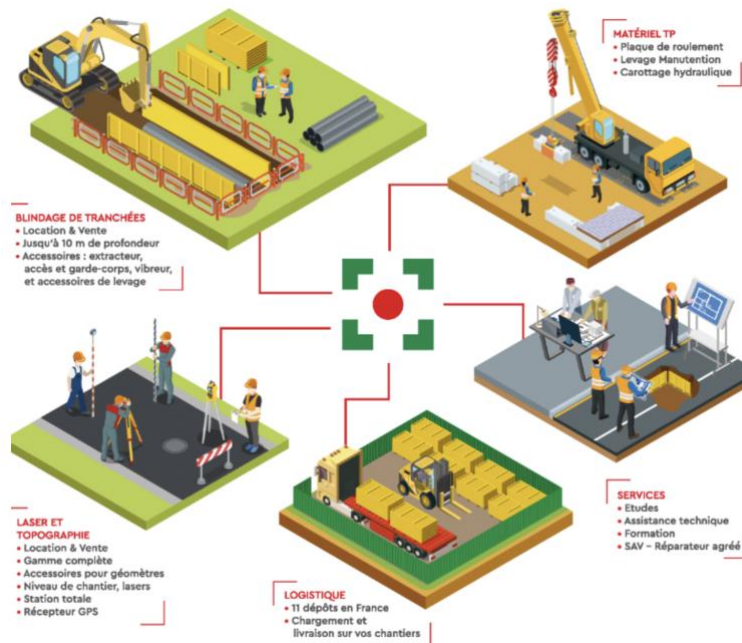 MATÉRIEL TP
• Plaque de roulement
• Levage Manutention
• Carottage hydraulique
BLINDAGE DE TRANCHÉES
• Location & Vente
• Jusqu'à 10 m de profondeur
• Accessoires : extracteur,
accès et garde-corps, vibreur,
et accessoires de levage
LASER ET
TOPOGRAPHIE
• Location & Vente
• Gamme complète
• Accessoires pour géomètres
• Niveau de chantier, lasers
• Station totale
• Récepteur GPS
LOGISTIQUE
• 11 dépôts en France
• Chargement et
livraison sur vos chantiers
SERVICES
• Etudes
• Assistance technique
• Formation
• SAV – Réparateur agréé